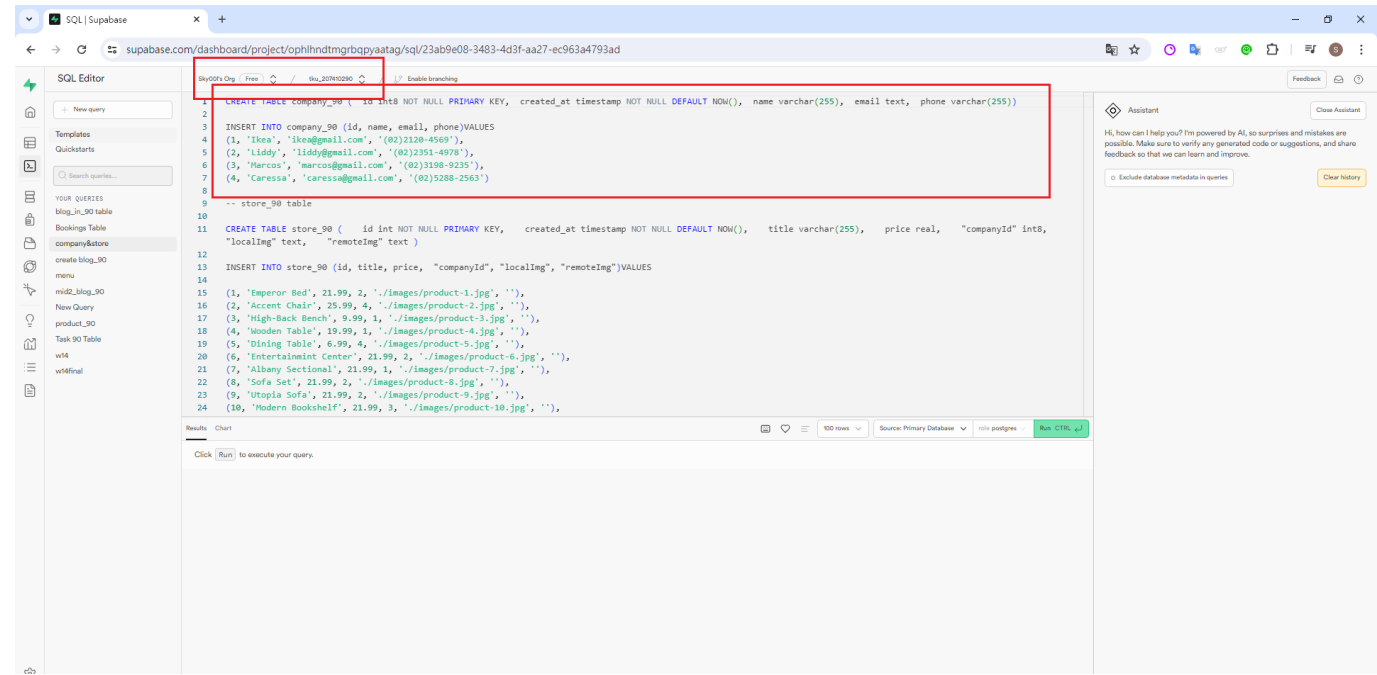 SQL | Supabase
supabase.com/dashboard/project/ophlhndtmgrbqpyaatag/sql/23ab9e08-3483-4d3f-aa27-ec963a4793ad
S
SQL Editor
Sky001's Org Free / tku_207410290 / Enable branching
Feedback
New query
Templates
Quickstarts
Search queries...
YOUR QUERIES
blog_in_90 table
Bookings Table
company&store
create blog_90
menu
mid2_blog_90
New Query
product_90
Task 90 Table
w14
w14final
1 CREATE TABLE company_90 ( id int8 NOT NULL PRIMARY KEY, created_at timestamp NOT NULL DEFAULT NOW(), name varchar(255), email text, phone varchar(255))
2
3 INSERT INTO company_90 (id, name, email, phone)VALUES
4 (1, 'Ikea', 'ikea@gmail.com', '(02)2120-4569'),
5 (2, 'Liddy', 'liddy@gmail.com', '(02)2351-4978'),
6 (3, 'Marcos', 'marcos@gmail.com', '(02)3198-9235'),
7 (4, 'Caressa', 'caressa@gmail.com', '(02)5288-2563')
8
9 -- store_90 table
10
11 CREATE TABLE store_90 ( id int NOT NULL PRIMARY KEY, created_at timestamp NOT NULL DEFAULT NOW(), title varchar(255), price real, "companyId" int8,
"localImg" text, "remoteImg" text )
12
13 INSERT INTO store_90 (id, title, price, "companyId", "localImg", "remoteImg")VALUES
14
15 (1, 'Emperor Bed', 21.99, 2, './images/product-1.jpg', ''),
16 (2, 'Accent Chair', 25.99, 4, './images/product-2.jpg', ''),
17 (3, 'High-Back Bench', 9.99, 1, './images/product-3.jpg', ''),
18 (4, 'Wooden Table', 19.99, 1, './images/product-4.jpg', ''),
19 (5, 'Dining Table', 6.99, 4, './images/product-5.jpg', ''),
20 (6, 'Entertainmint Center', 21.99, 2, './images/product-6.jpg', ''),
21 (7, 'Albany Sectional', 21.99, 1, './images/product-7.jpg', ''),
22 (8, 'Sofa Set', 21.99, 2, './images/product-8.jpg', ''),
23 (9, 'Utopia Sofa', 21.99, 2, './images/product-9.jpg', ''),
24 (10, 'Modern Bookshelf', 21.99, 3, './images/product-10.jpg', ''),
Results Chart
100 rows
Source: Primary Database
role postgres
Run CTRL
Click Run to execute your query.
Assistant
Close Assistant
Hi, how can I help you? I'm powered by AI, so surprises and mistakes are
possible. Make sure to verify any generated code or suggestions, and share
feedback so that we can learn and improve.
Exclude database metadata in queries
Clear history